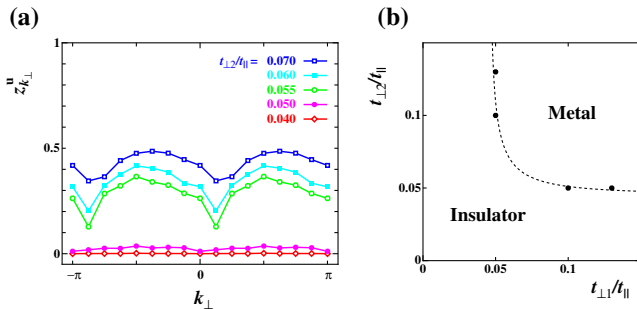 (a)
1
0.5
0
z^u_{k⊥}
t⊥2/t|| = 0.070
0.060
0.055
0.050
0.040
−π 0 π
k⊥
(b)
t⊥2/t||
0.1
0.05
0
0 0.05 0.1
Metal
Insulator
t⊥1/t||